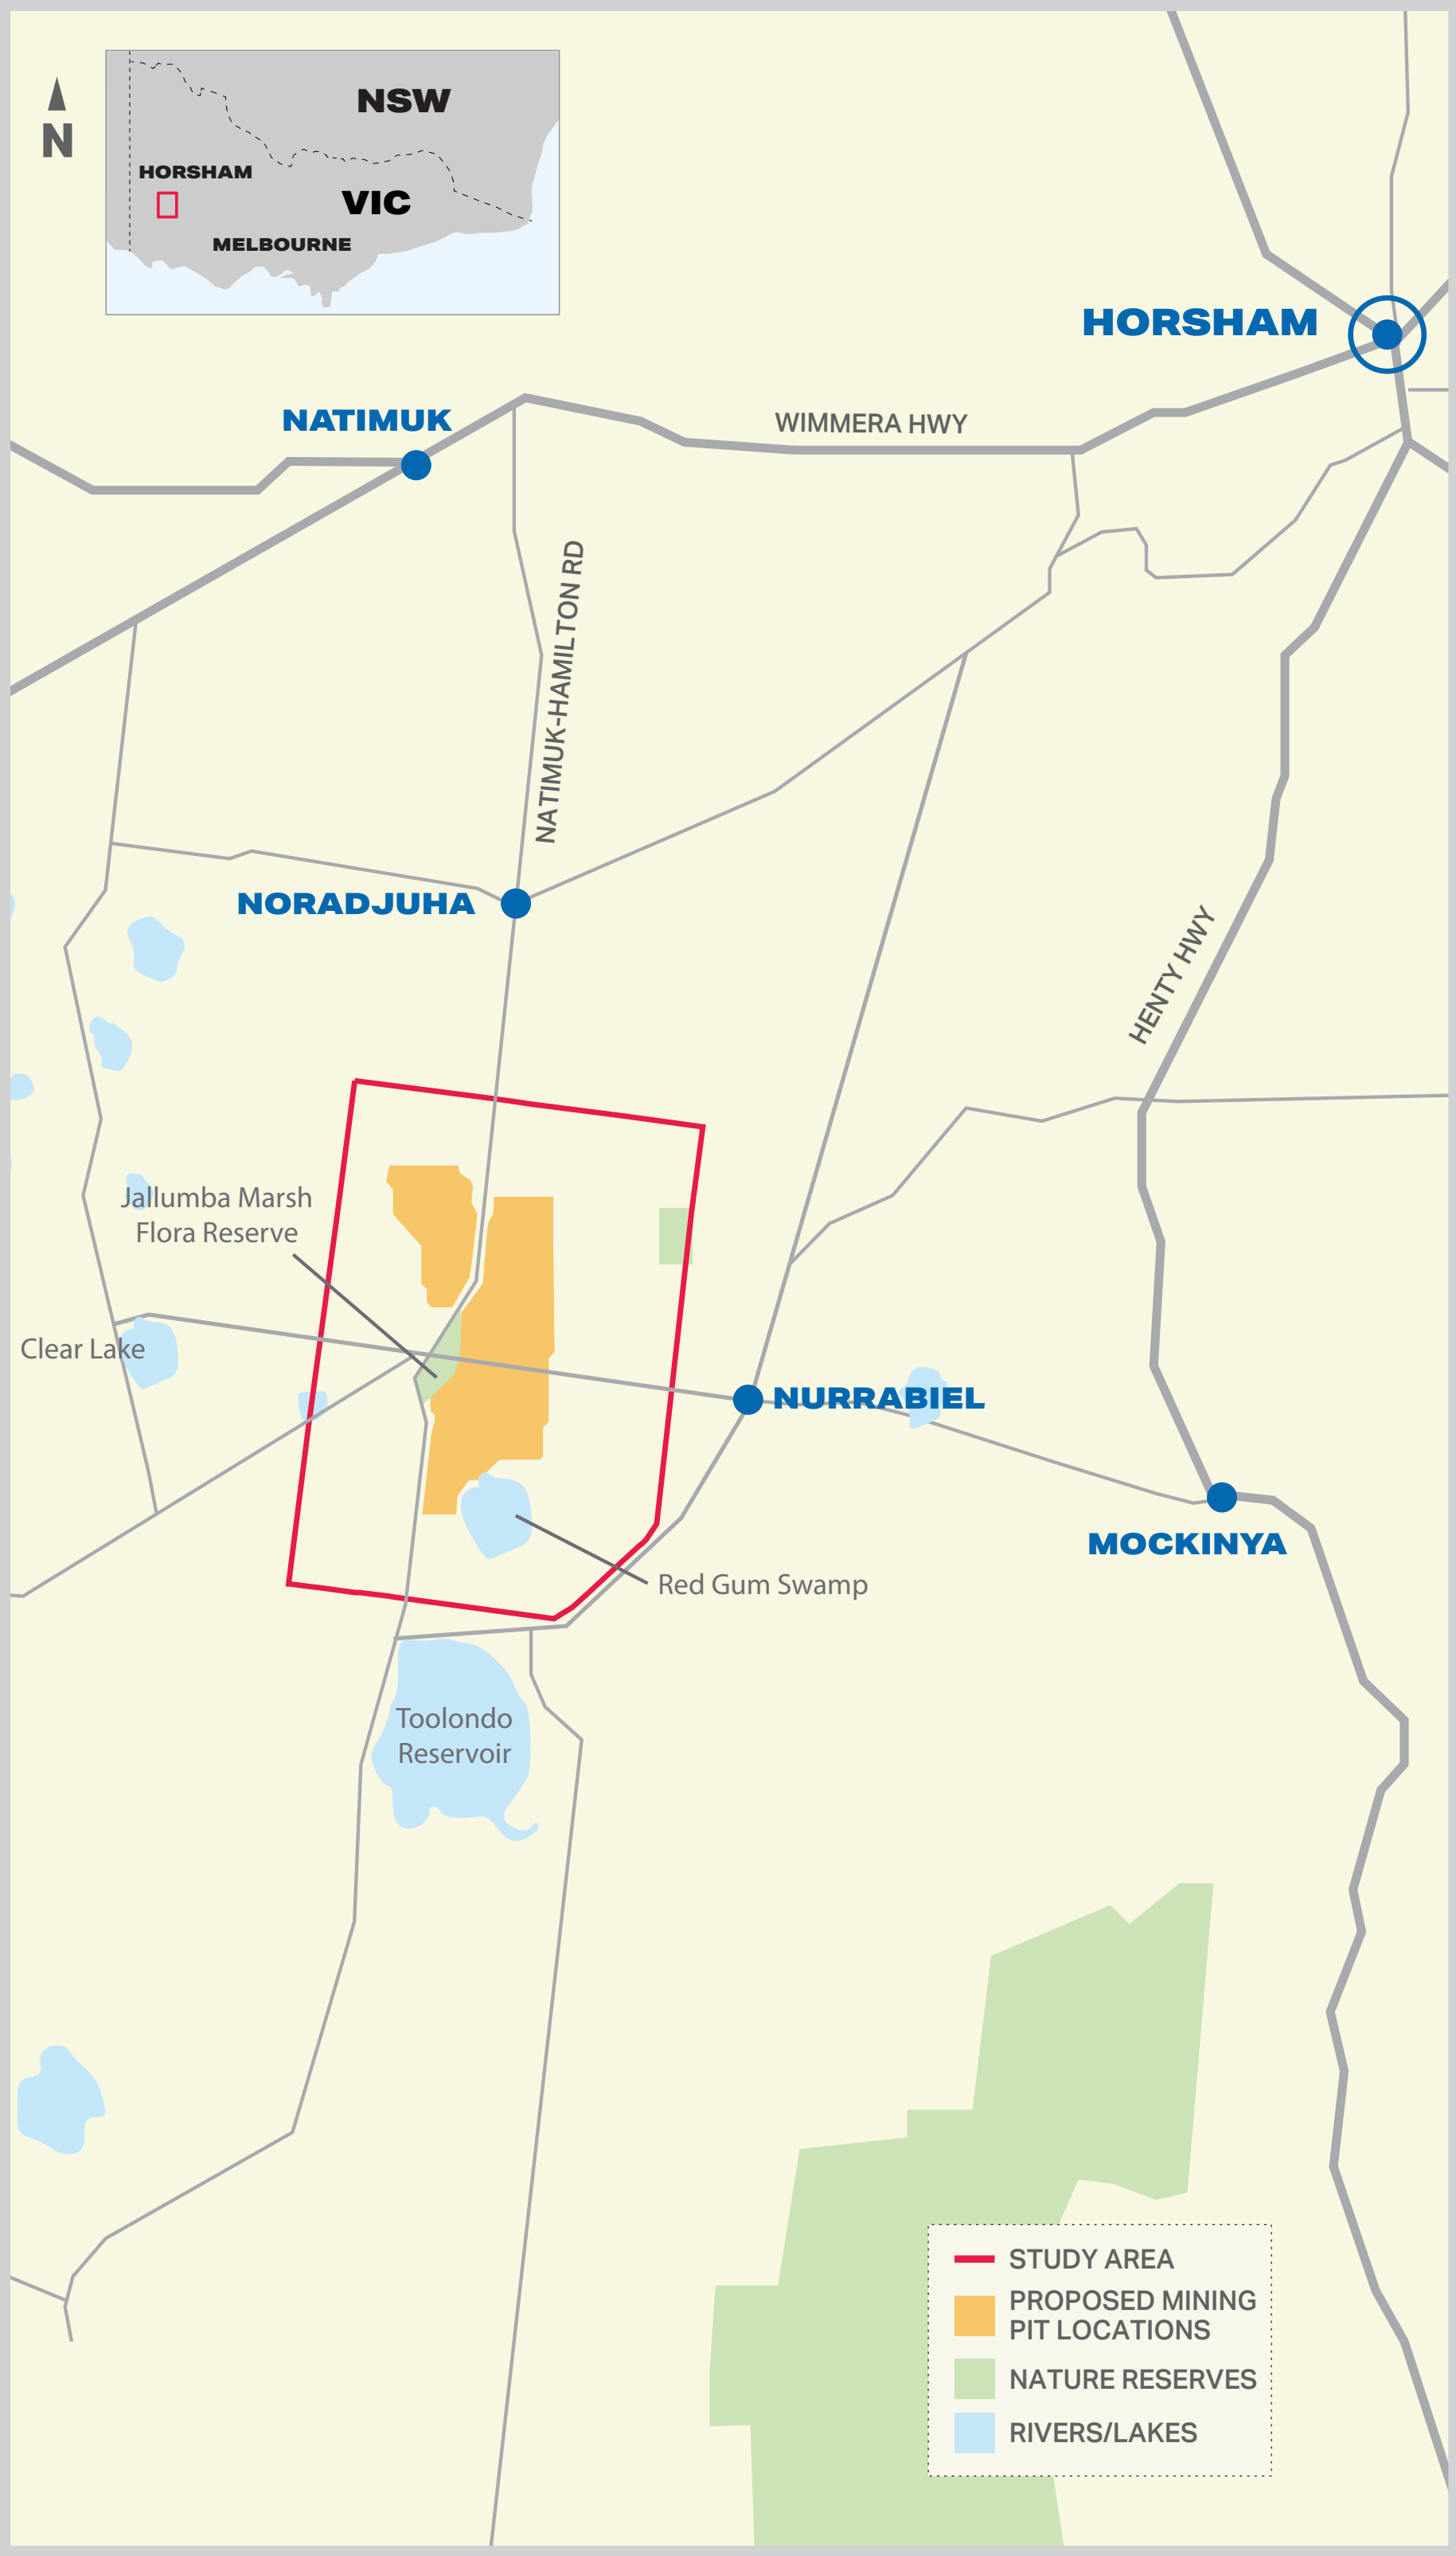 N
NSW
HORSHAM
VIC
MELBOURNE
HORSHAM
NATIMUK
WIMMERA HWY
NATIMUK-HAMILTON RD
NORADJUHA
HENTY HWY
Jallumba Marsh
Flora Reserve
Clear Lake
NURRABIEL
MOCKINYA
Red Gum Swamp
Toolondo
Reservoir
STUDY AREA
PROPOSED MINING
PIT LOCATIONS
NATURE RESERVES
RIVERS/LAKES